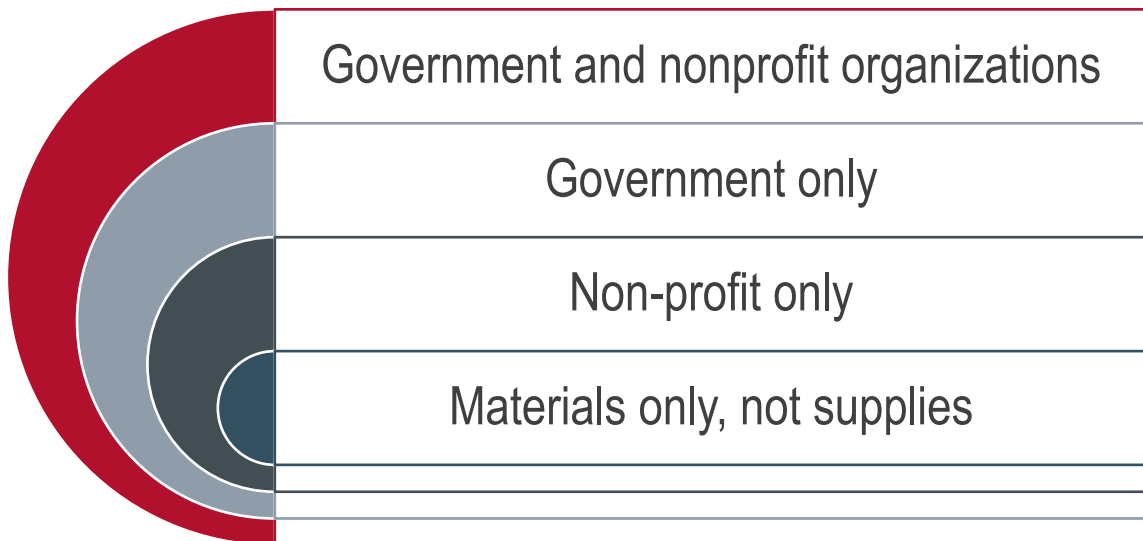 Government and nonprofit organizations
Government only
Non-profit only
Materials only, not supplies